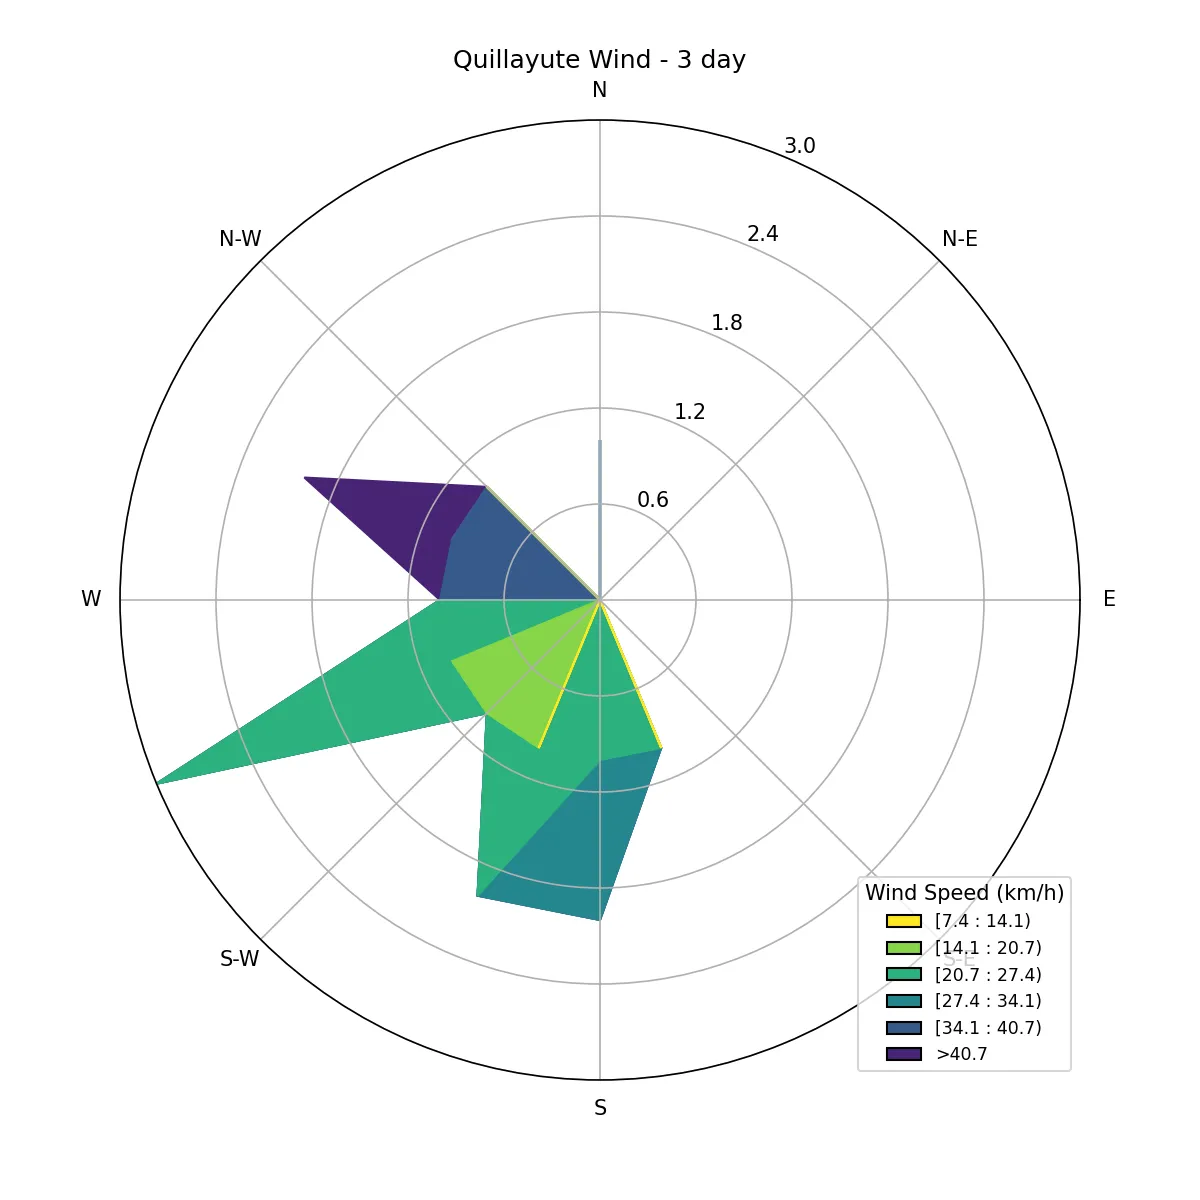 Quillayute Wind - 3 day
N
3.0
N-W
2.4
N-E
1.8
1.2
0.6
W
E
S-W
S-E
S
Wind Speed (km/h)
[7.4 : 14.1)
[14.1 : 20.7)
[20.7 : 27.4)
[27.4 : 34.1)
[34.1 : 40.7)
>40.7